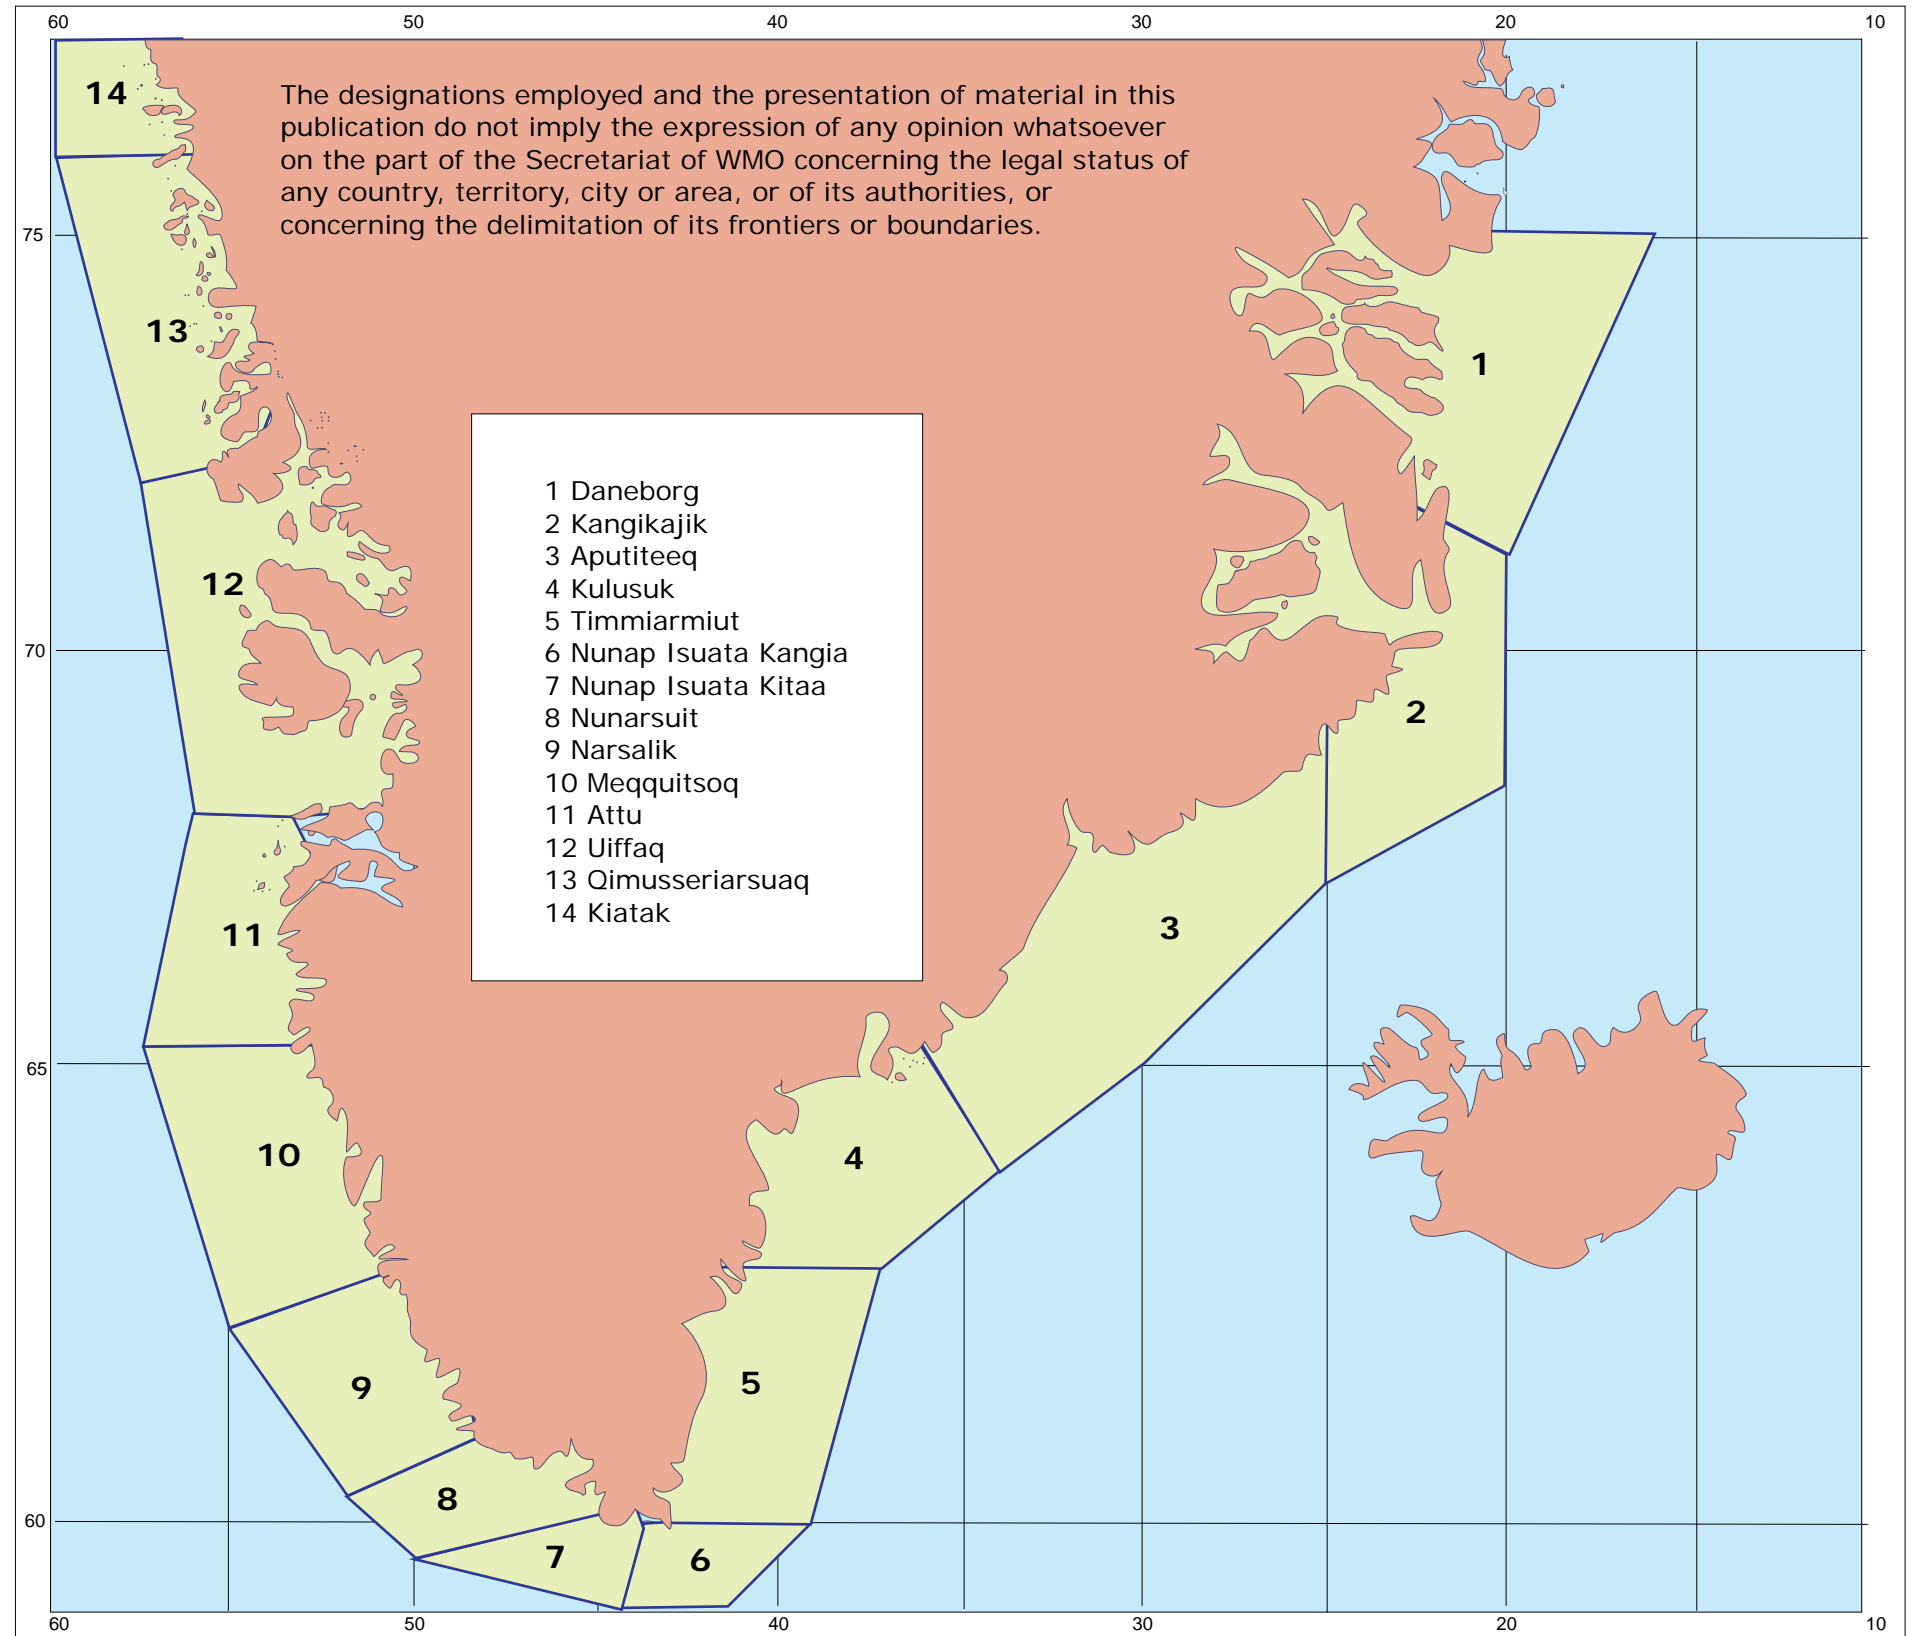 60 50 40 30 20 10
14
The designations employed and the presentation of material in this
publication do not imply the expression of any opinion whatsoever
on the part of the Secretariat of WMO concerning the legal status of
any country, territory, city or area, or of its authorities, or
concerning the delimitation of its frontiers or boundaries.
75
13
1
1 Daneborg
2 Kangikajik
3 Aputiteeq
4 Kulusuk
5 Timmiarmiut
6 Nunap Isuata Kangia
7 Nunap Isuata Kitaa
8 Nunarsuit
9 Narsalik
10 Meqquitsoq
11 Attu
12 Uiffaq
13 Qimusseriarsuaq
14 Kiatak
12
70
2
3
11
65
10
4
5
9
8
60
7
6
60 50 40 30 20 10